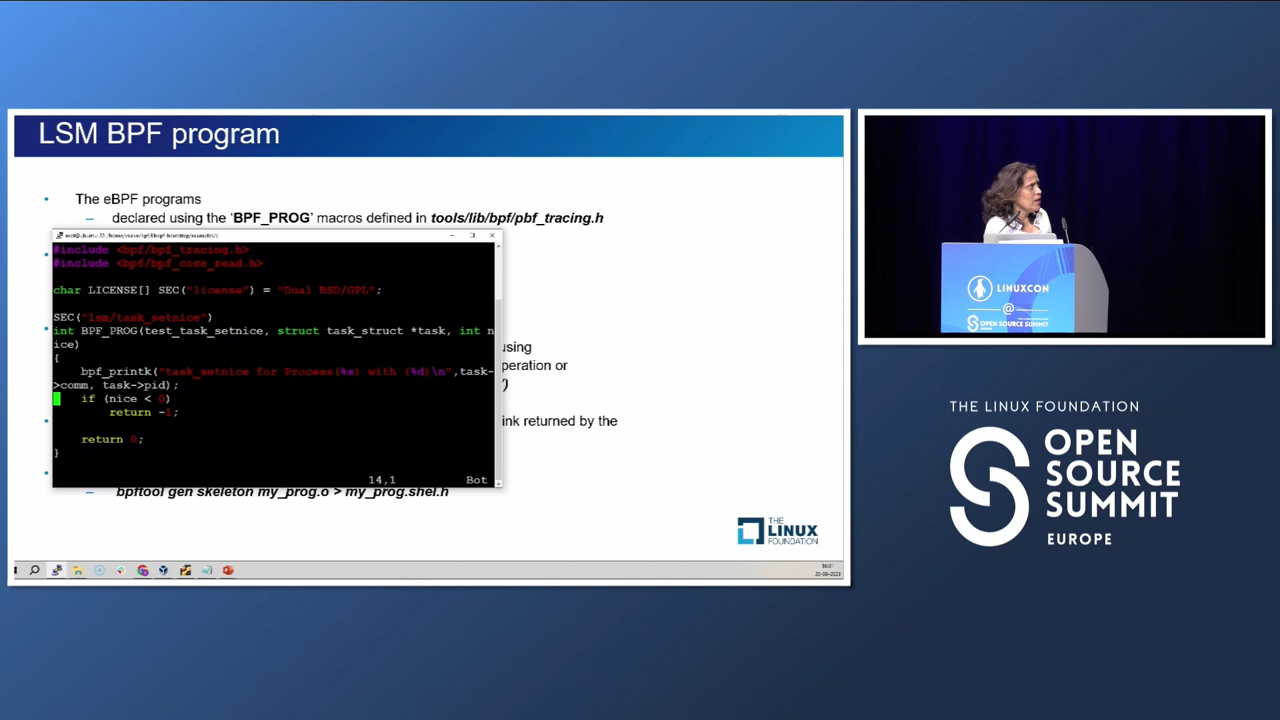 LSM BPF program
• The eBPF programs
– declared using the ‘BPF_PROG’ macros defined in tools/lib/bpf/pbf_tracing.h
#include <bpf/bpf_tracing.h>
#include <bpf/bpf_core_read.h>
char LICENSE[] SEC("license") = "Dual BSD/GPL";
SEC("lsm/task_setnice")
int BPF_PROG(test_task_setnice, struct task_struct *task, int n
ice)
{
bpf_printk("task_setnice for Process(%s) with (%d)\n",task-
>comm, task->pid);
if (nice < 0)
return -1;
return 0;
}
14,1 Bot
using
peration or
ink returned by the
– bpftool gen skeleton my_prog.o > my_prog.shel.h
THE
LINUX
FOUNDATION
LINUXCON
@
OPEN SOURCE SUMMIT
THE LINUX FOUNDATION
OPEN
SOURCE
SUMMIT
EUROPE